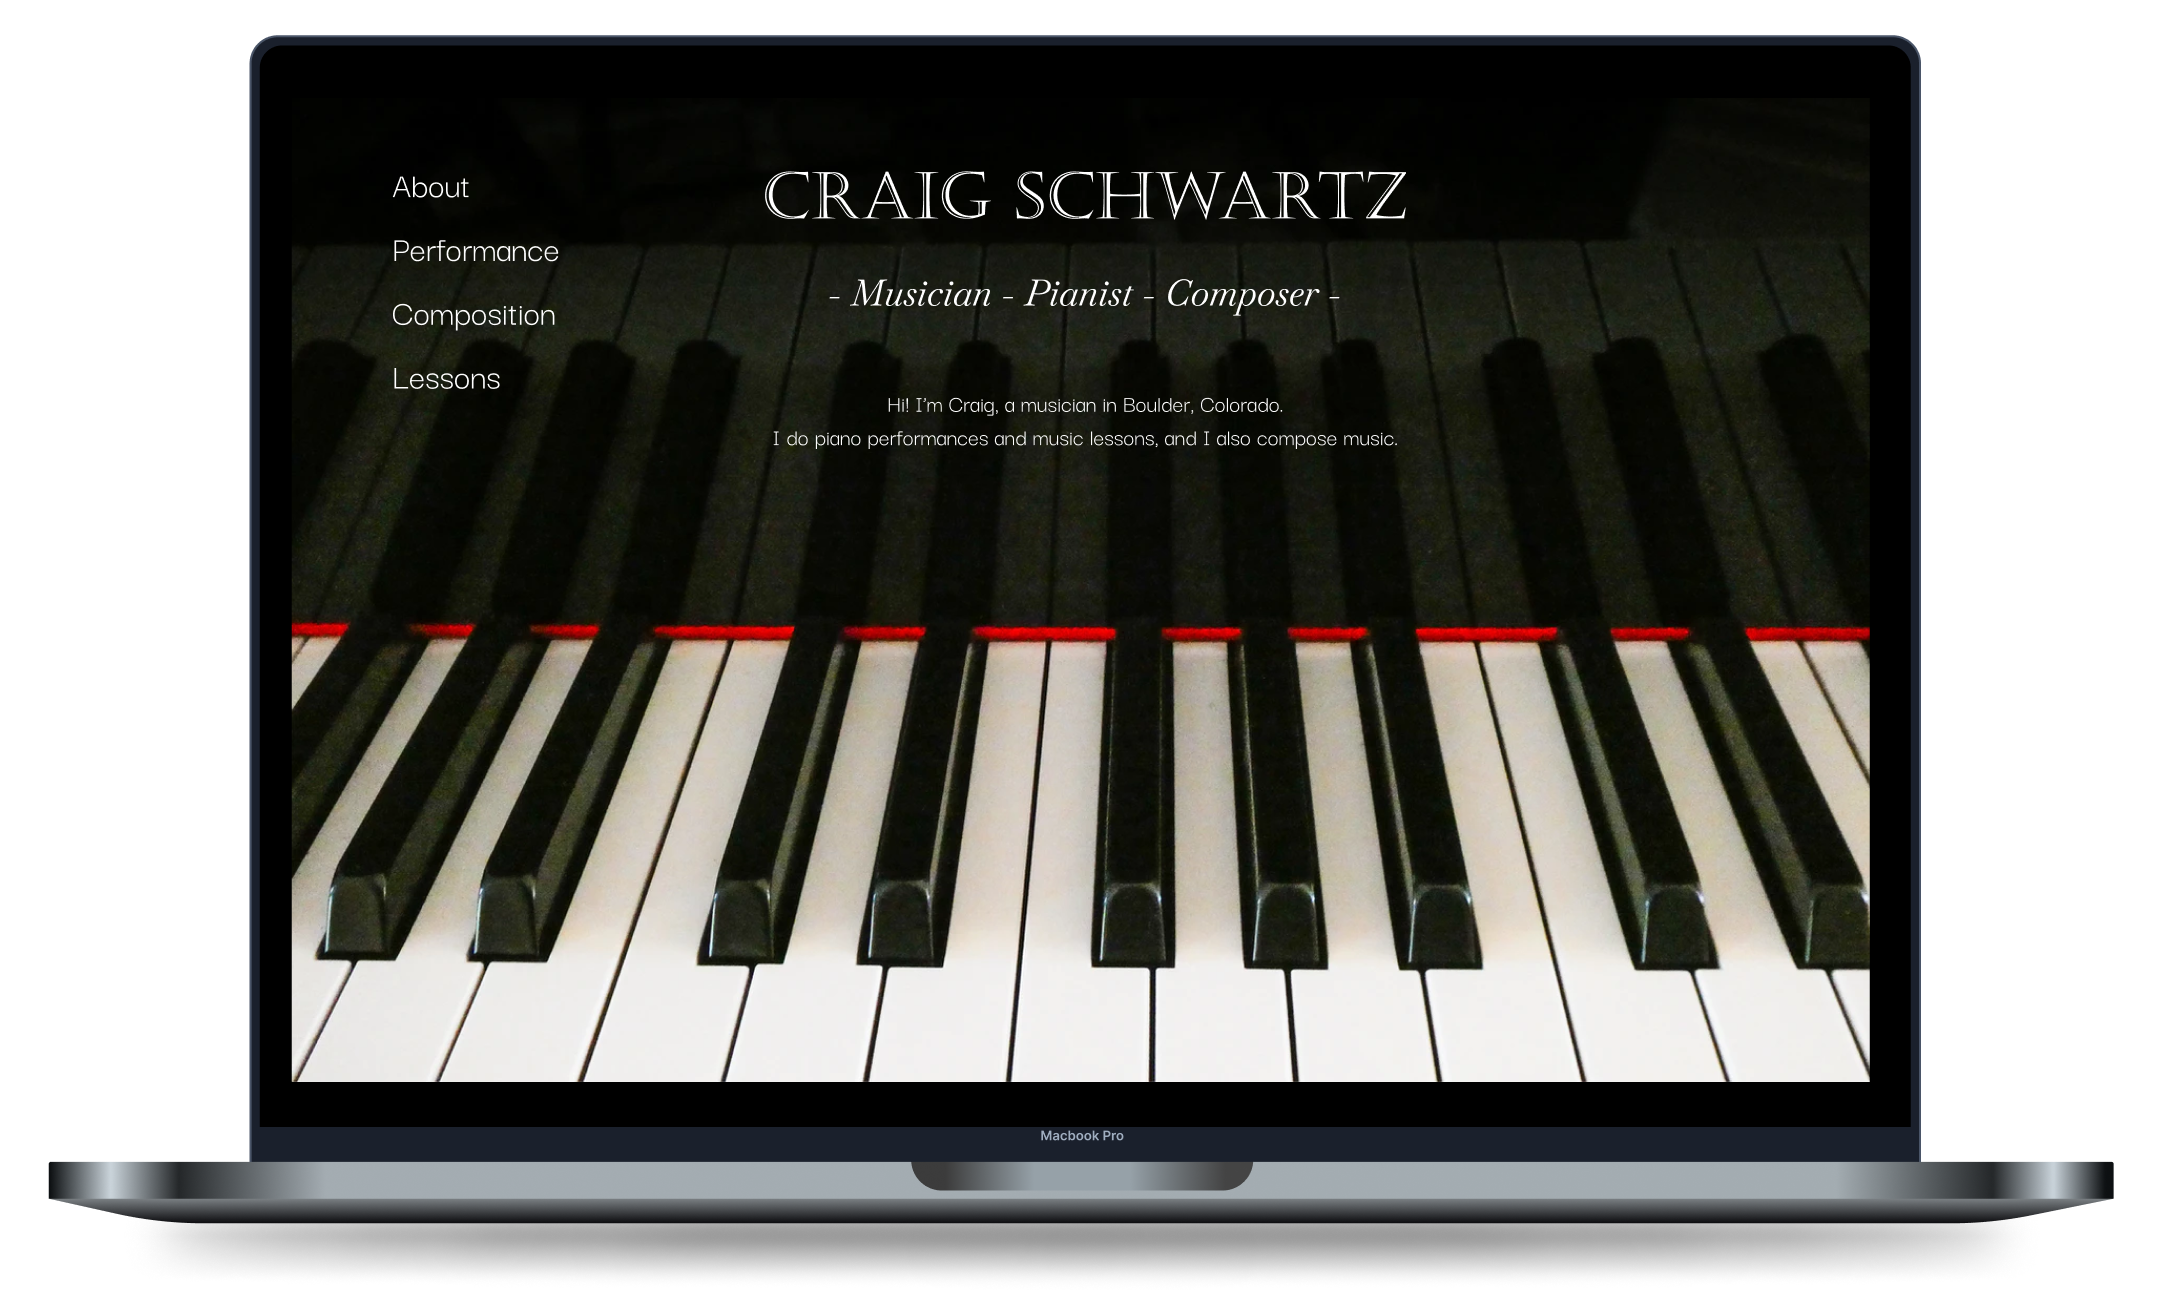 About
Performance
Composition
Lessons
CRAIG SCHWARTZ
- Musician - Pianist - Composer -
Hi! I'm Craig, a musician in Boulder, Colorado.
I do piano performances and music lessons, and I also compose music.
Macbook Pro